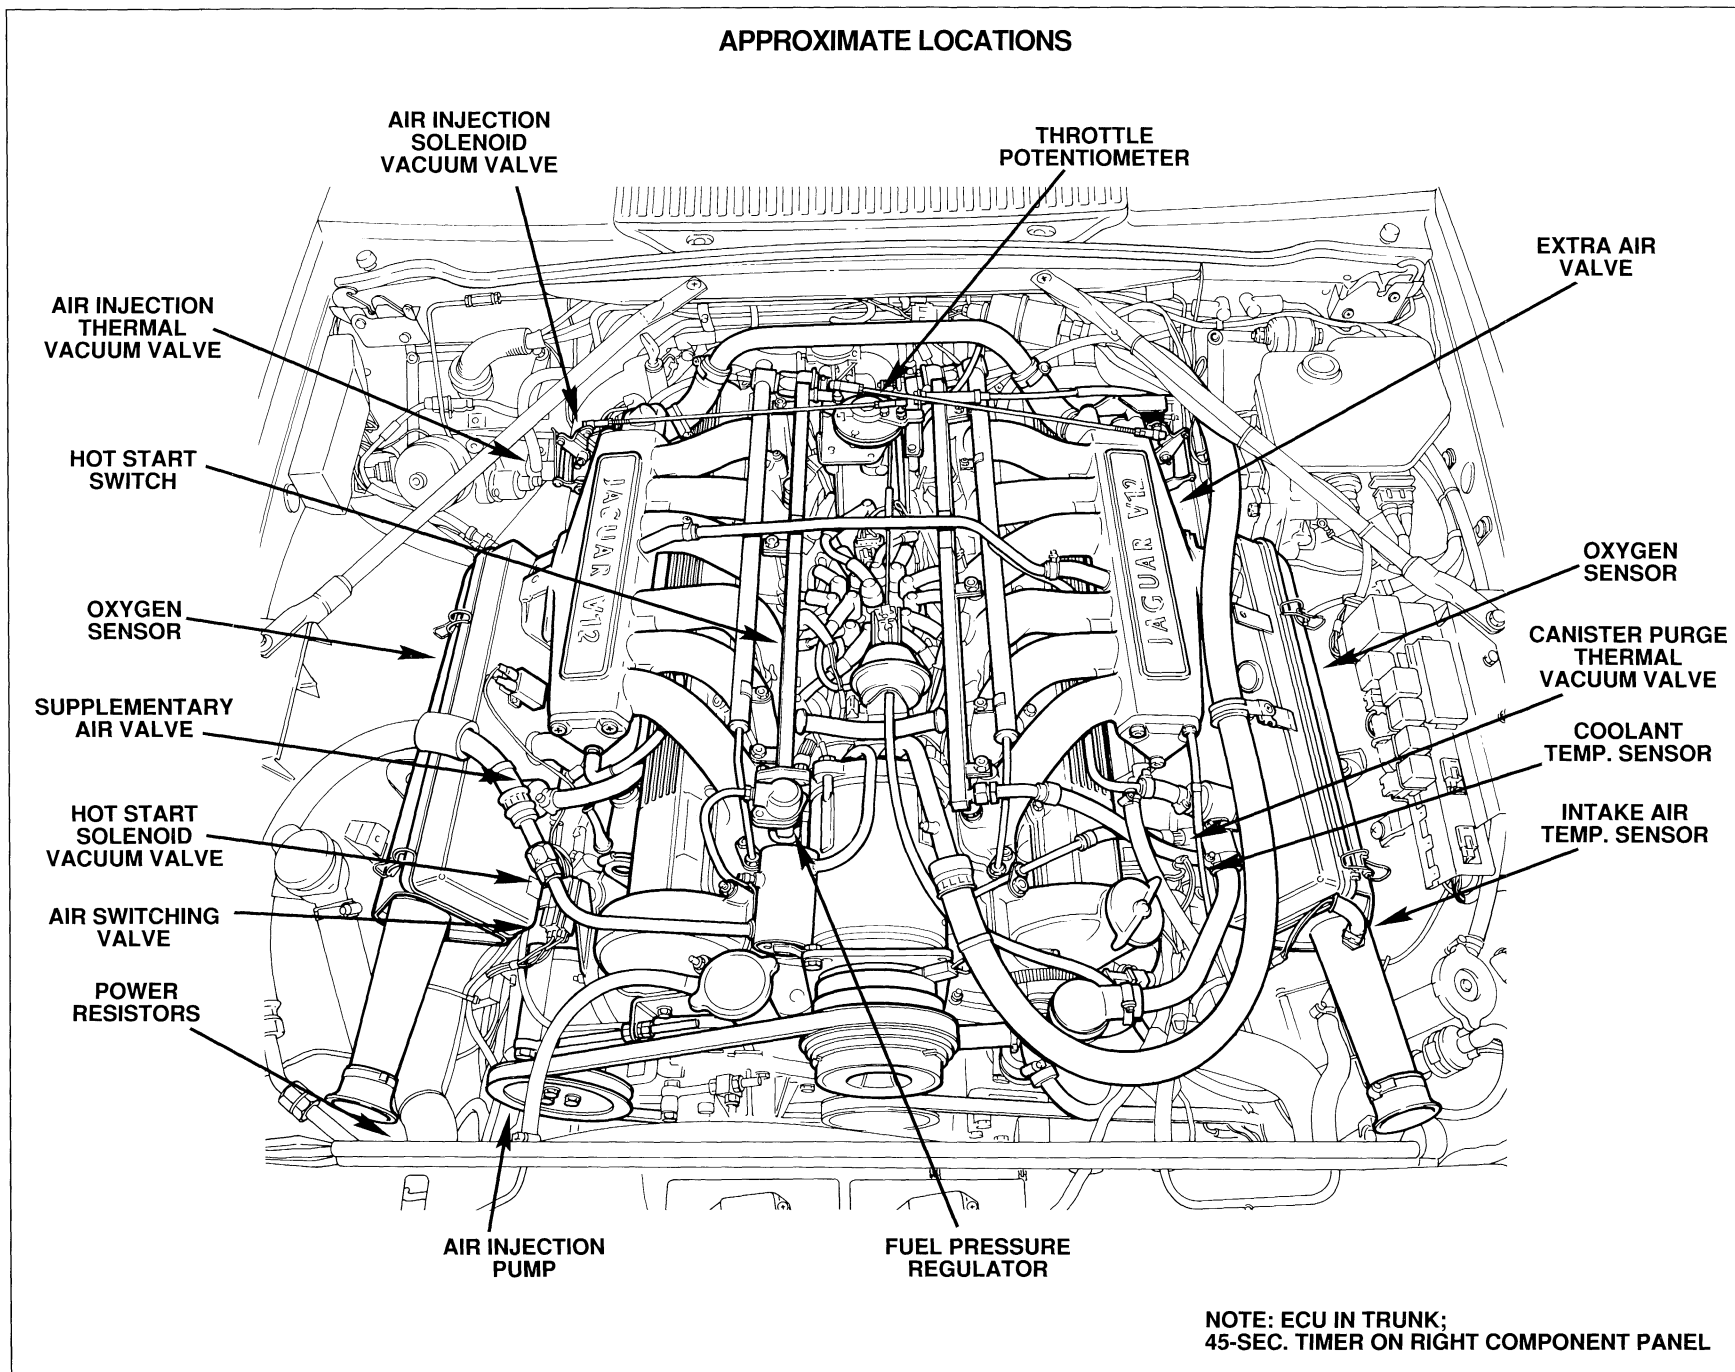 APPROXIMATE LOCATIONS
AIR INJECTION
SOLENOID
VACUUM VALVE
THROTTLE
POTENTIOMETER
EXTRA AIR
VALVE
AIR INJECTION
THERMAL
VACUUM VALVE
HOT START
SWITCH
OXYGEN
SENSOR
OXYGEN
SENSOR
CANISTER PURGE
THERMAL
VACUUM VALVE
SUPPLEMENTARY
AIR VALVE
COOLANT
TEMP. SENSOR
HOT START
SOLENOID
VACUUM VALVE
INTAKE AIR
TEMP. SENSOR
AIR SWITCHING
VALVE
POWER
RESISTORS
JAGUAR V12
JAGUAR V12
AIR INJECTION
PUMP
FUEL PRESSURE
REGULATOR
NOTE: ECU IN TRUNK;
45-SEC. TIMER ON RIGHT COMPONENT PANEL